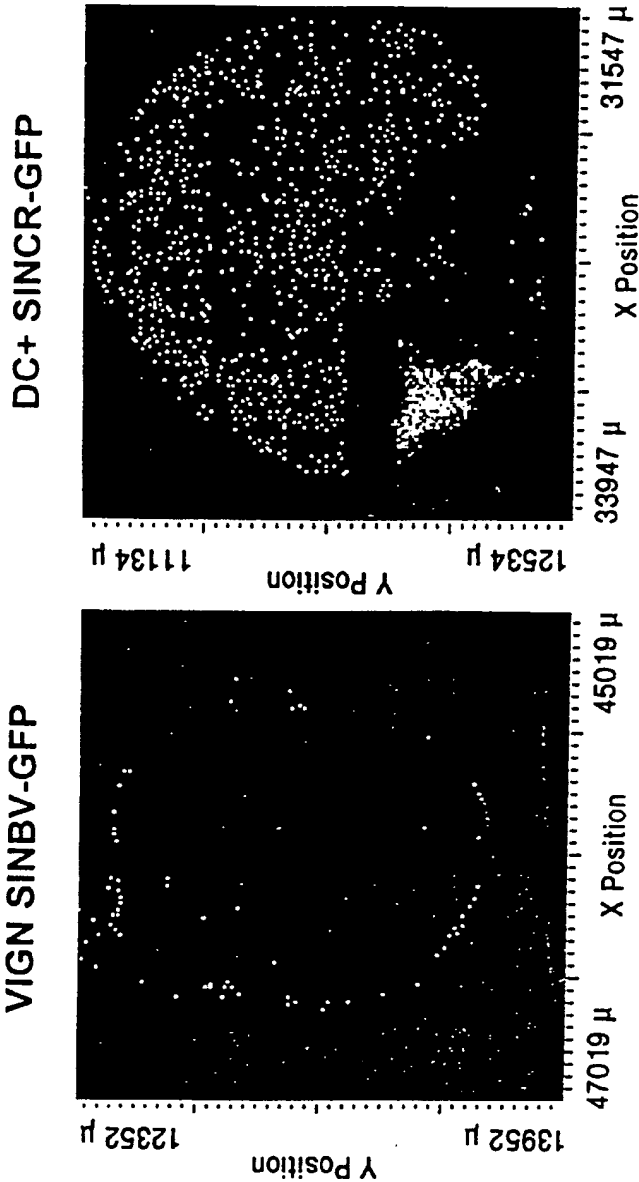 VIGN SINBV-GFP
Y Position
12352 µ
13952 µ
47019 µ
45019 µ
X Position
DC+ SINCR-GFP
Y Position
11134 µ
12534 µ
33947 µ
31547 µ
X Position